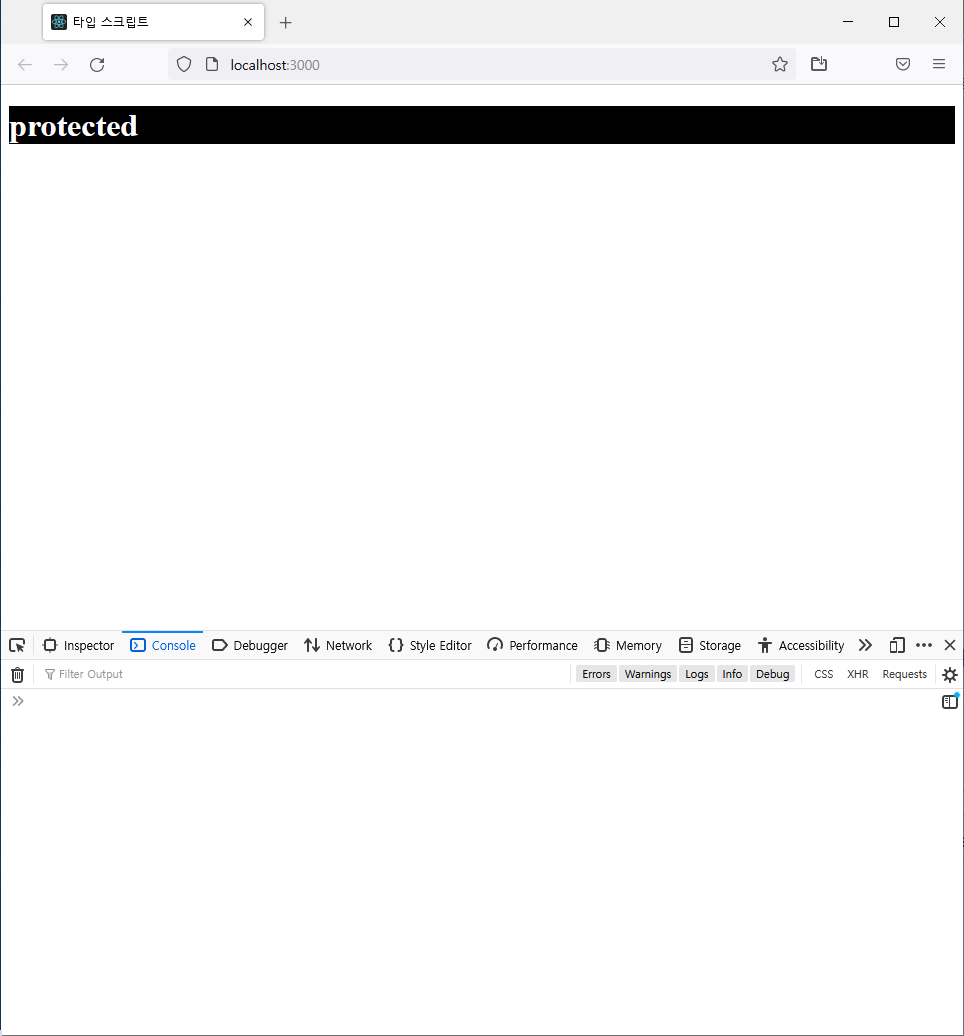 타입 스크립트
localhost:3000
protected
Inspector Console Debugger Network Style Editor Performance Memory Storage Accessibility
Filter Output Errors Warnings Logs Info Debug CSS XHR Requests